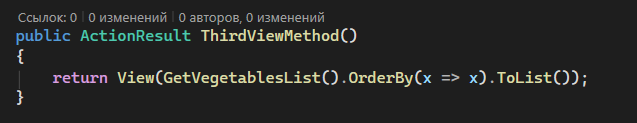 Ссылок: 0 | 0 изменений | 0 авторов, 0 изменений
public ActionResult ThirdViewMethod()
{
    return View(GetVegetablesList().OrderBy(x => x).ToList());
}